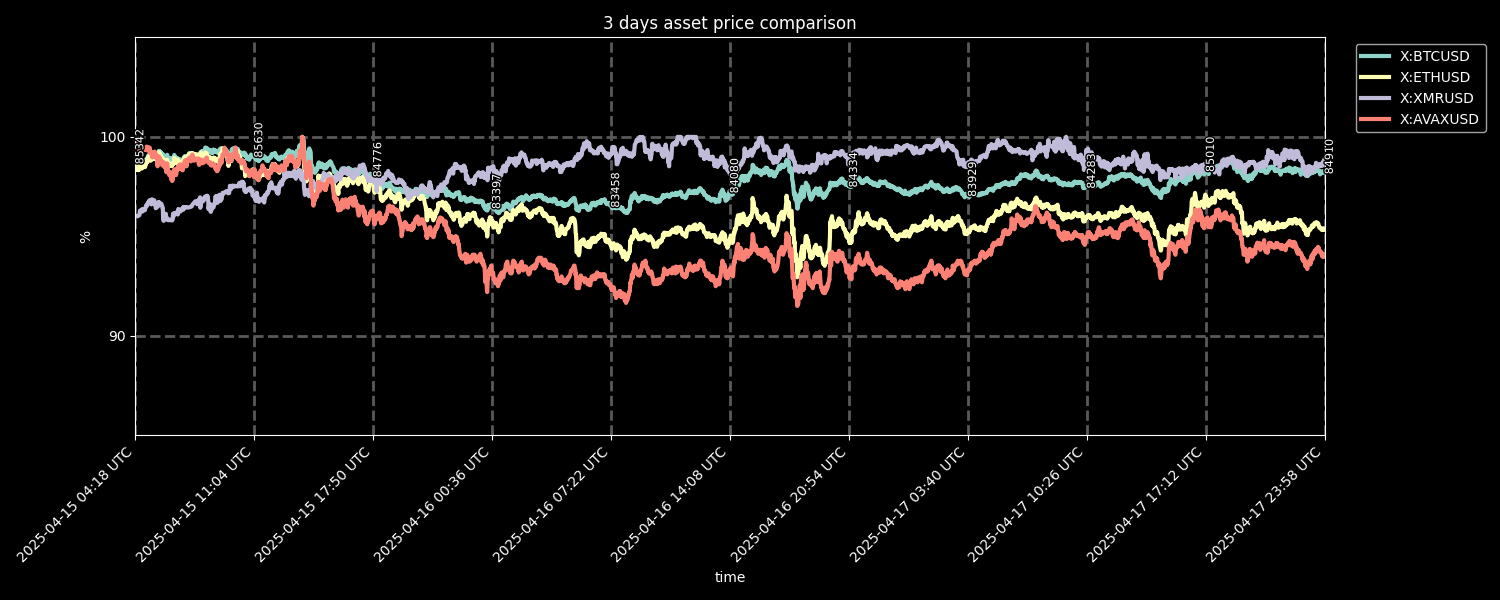 3 days asset price comparison
X:BTCUSD
X:ETHUSD
X:XMRUSD
X:AVAXUSD
100
90
%
85630
84776
83397
83458
84080
84334
83929
84283
85010
84910
2025-04-15 04:18 UTC
2025-04-15 11:04 UTC
2025-04-15 17:50 UTC
2025-04-16 00:36 UTC
2025-04-16 07:22 UTC
2025-04-16 14:08 UTC
2025-04-16 20:54 UTC
2025-04-17 03:40 UTC
2025-04-17 10:26 UTC
2025-04-17 17:12 UTC
2025-04-17 23:58 UTC
time